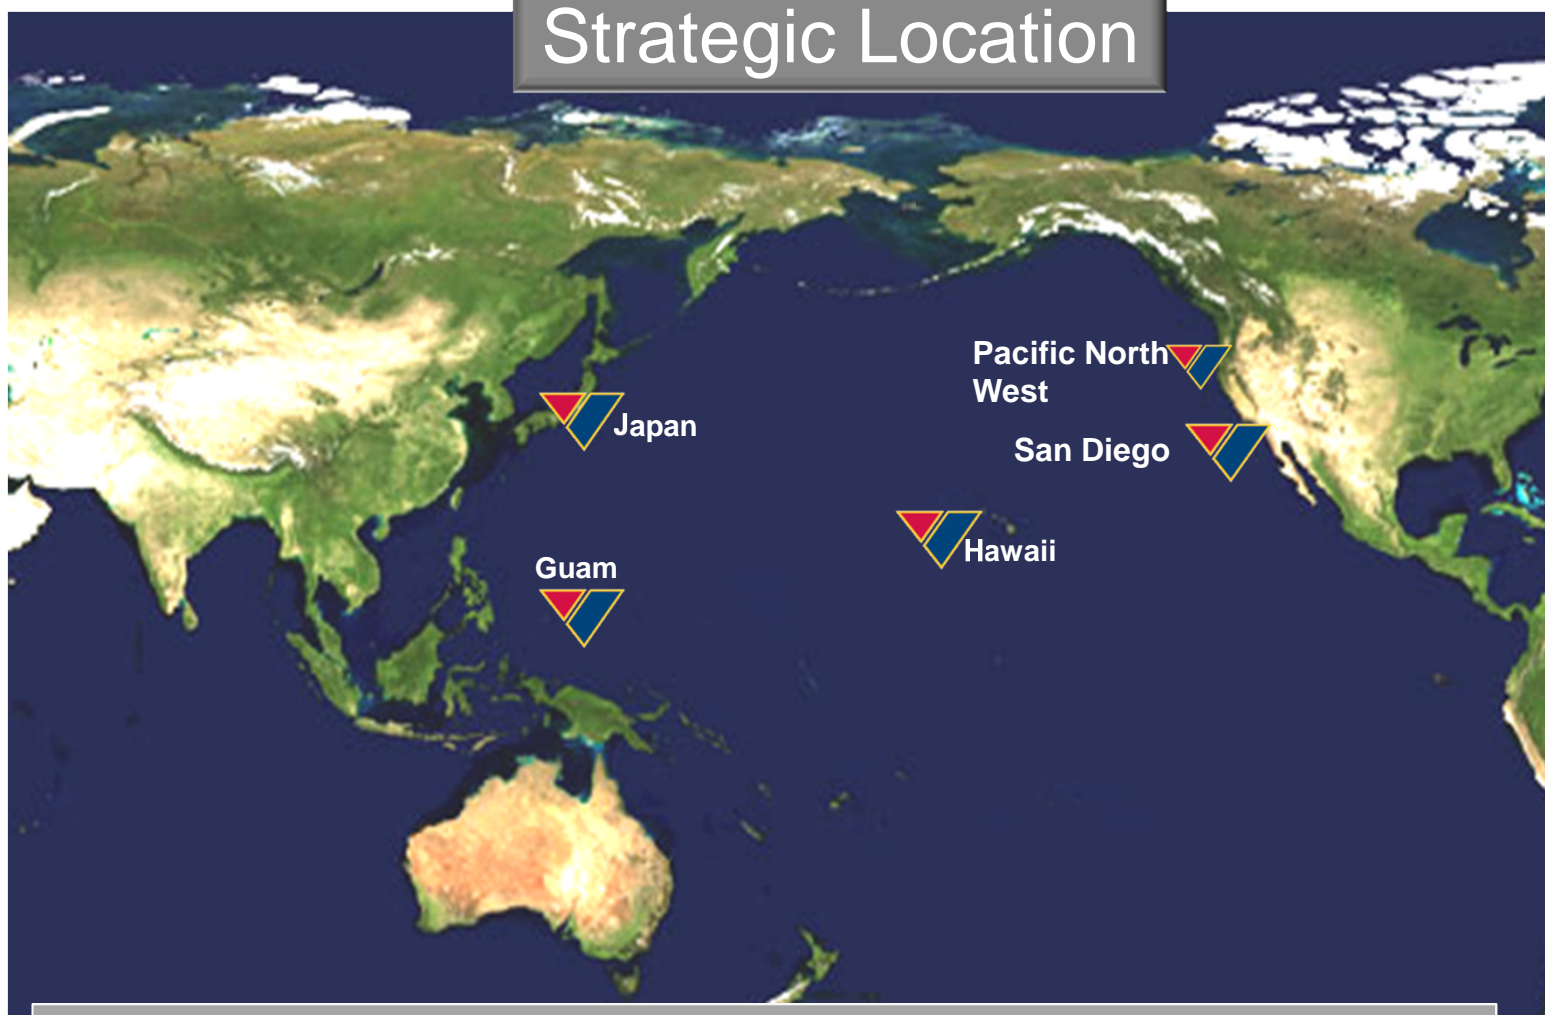 Strategic Location
Pacific North
West
Japan
San Diego
Hawaii
Guam